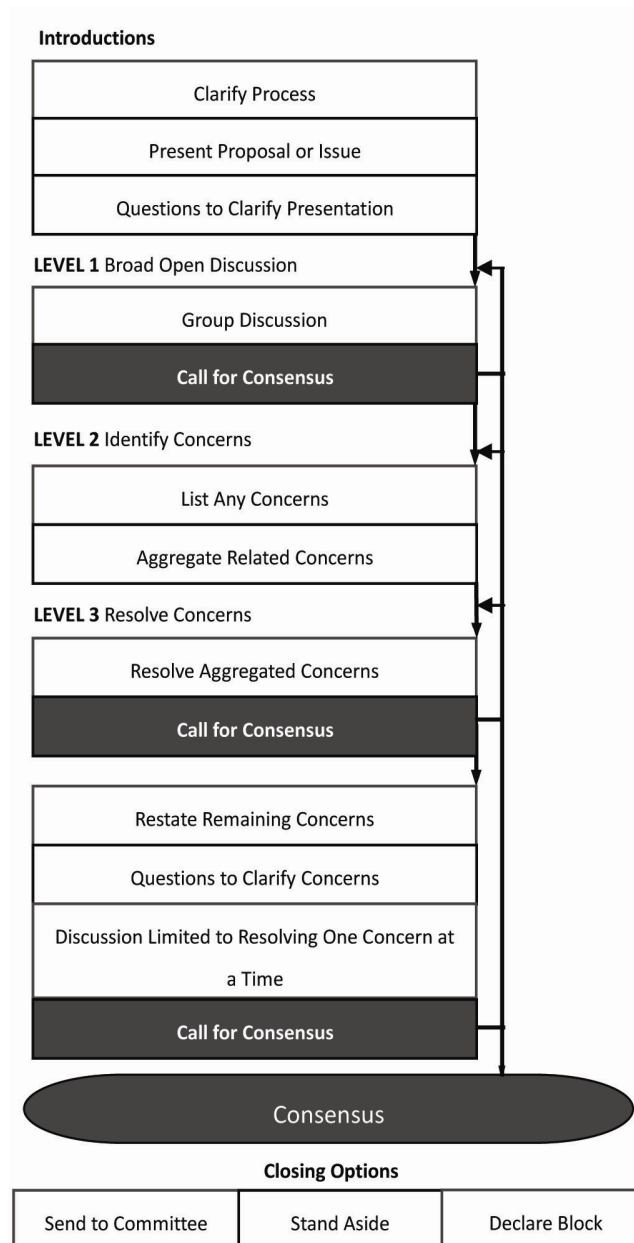 Introductions
Clarify Process
Present Proposal or Issue
Questions to Clarify Presentation
LEVEL 1 Broad Open Discussion
Group Discussion
Call for Consensus
LEVEL 2 Identify Concerns
List Any Concerns
Aggregate Related Concerns
LEVEL 3 Resolve Concerns
Resolve Aggregated Concerns
Call for Consensus
Restate Remaining Concerns
Questions to Clarify Concerns
Discussion Limited to Resolving One Concern at
a Time
Call for Consensus
Consensus
Closing Options
Send to Committee
Stand Aside
Declare Block